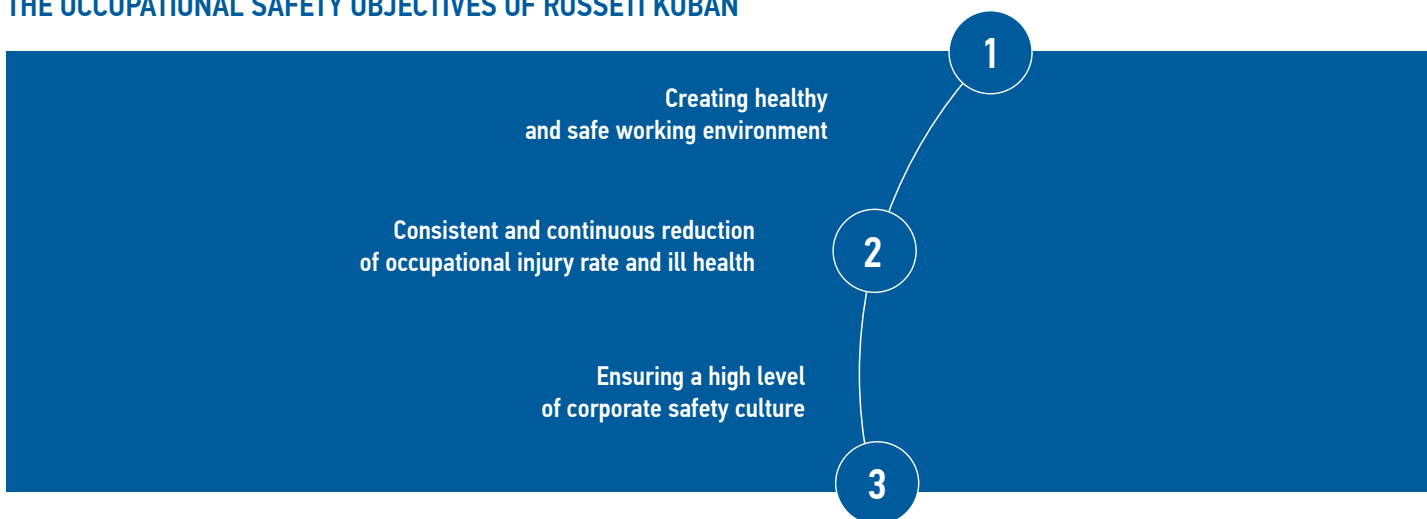 THE OCCUPATIONAL SAFETY OBJECTIVES OF ROSSETI KUBAN
1
Creating healthy
and safe working environment
Consistent and continuous reduction
of occupational injury rate and ill health
2
Ensuring a high level
of corporate safety culture
3